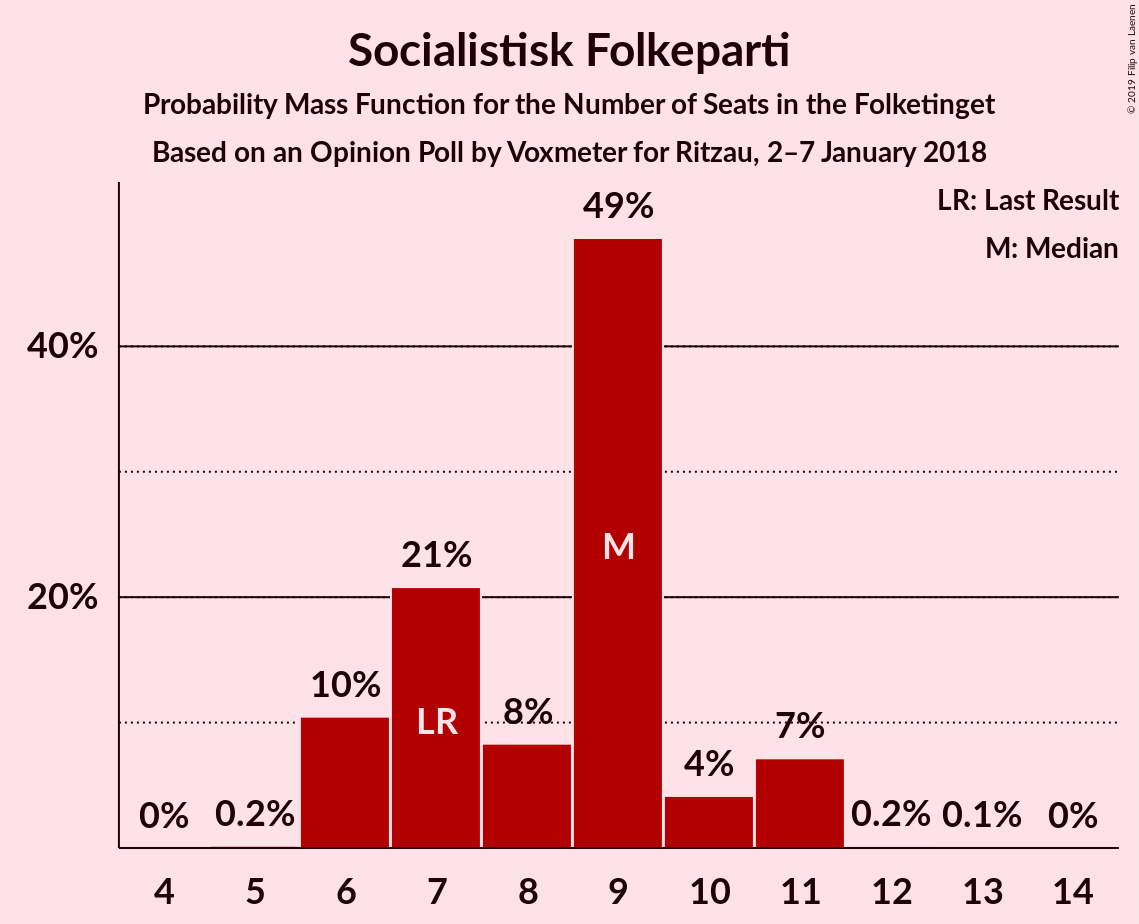 Socialistisk Folkeparti
Probability Mass Function for the Number of Seats in the Folketinget
Based on an Opinion Poll by Voxmeter for Ritzau, 2–7 January 2018
© 2019 Filip van Laenen
LR: Last Result
M: Median
49%
40%
M
21%
20%
10%
LR
8%
7%
4%
0%
0.2%
0.2%
0.1%
0%
4 5 6 7 8 9 10 11 12 13 14